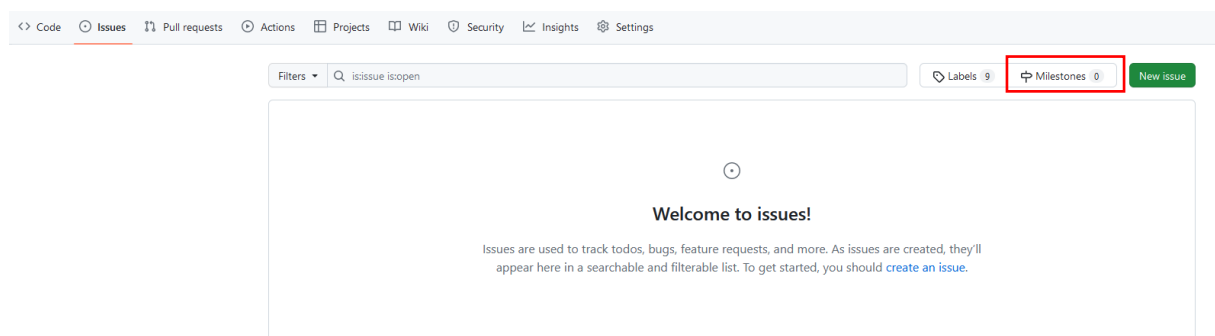 <> Code Issues Pull requests Actions Projects Wiki Security Insights Settings
Filters is:issue is:open Labels 9 Milestones 0 New issue
Welcome to issues!
Issues are used to track todos, bugs, feature requests, and more. As issues are created, they'll
appear here in a searchable and filterable list. To get started, you should create an issue.